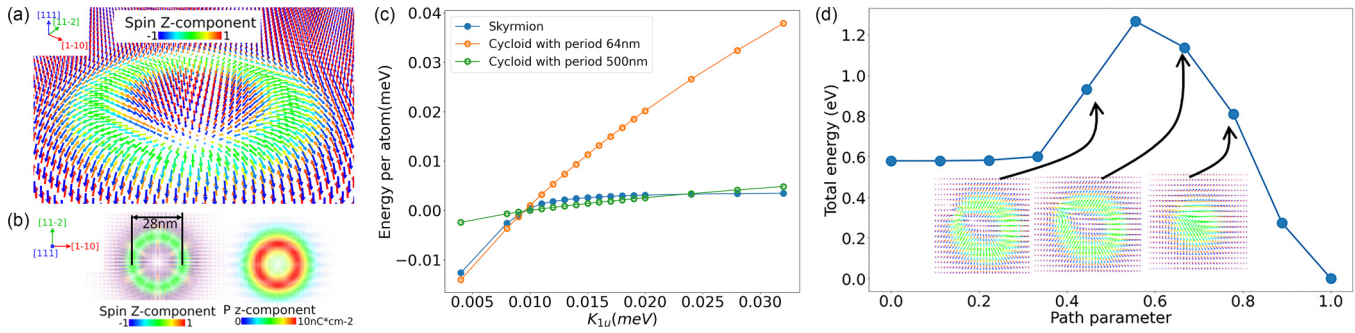 (a)
[111]
[11-2]
[1-10]
Spin Z-component
-1 1
(b)
[11-2]
[111]
[1-10]
28nm
Spin Z-component
-1 1
P z-component
0 10nC*cm-2
(c)
Energy per atom(meV)
0.04
0.03
0.02
0.01
0.00
−0.01
Skyrmion
Cycloid with period 64nm
Cycloid with period 500nm
0.005 0.010 0.015 0.020 0.025 0.030
K1u(meV)
(d)
Total energy (eV)
1.2
1.0
0.8
0.6
0.4
0.2
0.0
0.0 0.2 0.4 0.6 0.8 1.0
Path parameter